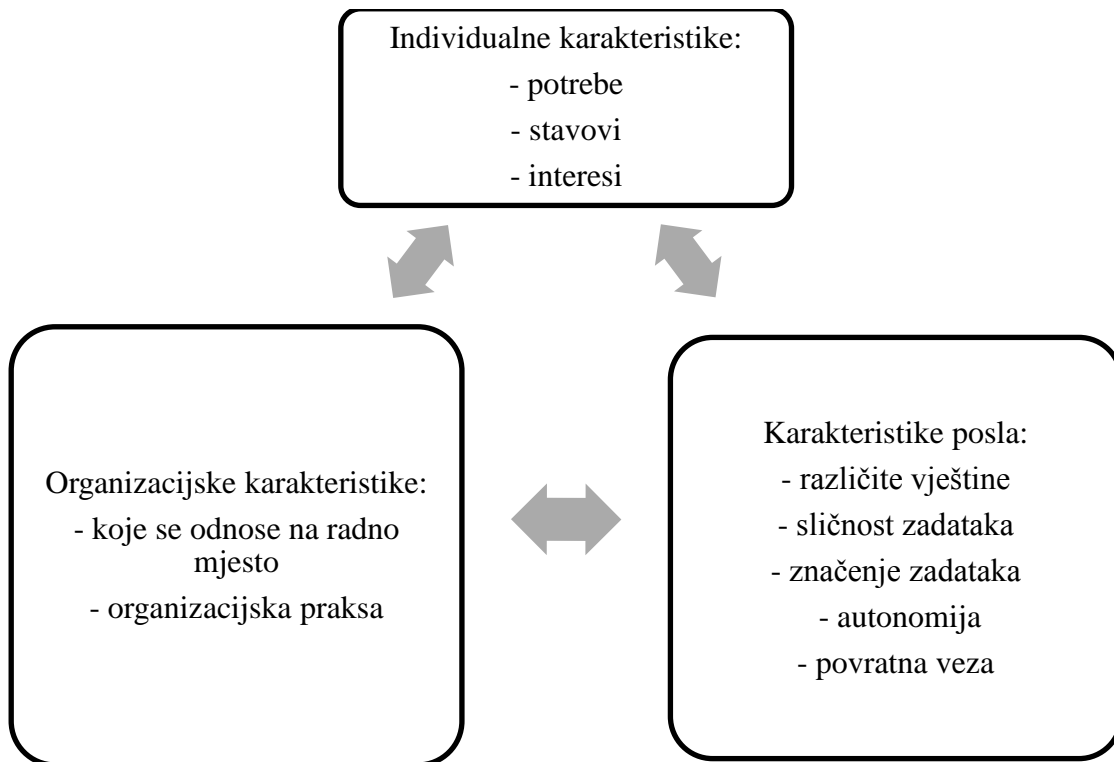 Individualne karakteristike:
- potrebe
- stavovi
- interesi
Organizacijske karakteristike:
- koje se odnose na radno
mjesto
- organizacijska praksa
Karakteristike posla:
- različite vještine
- sličnost zadataka
- značenje zadataka
- autonomija
- povratna veza